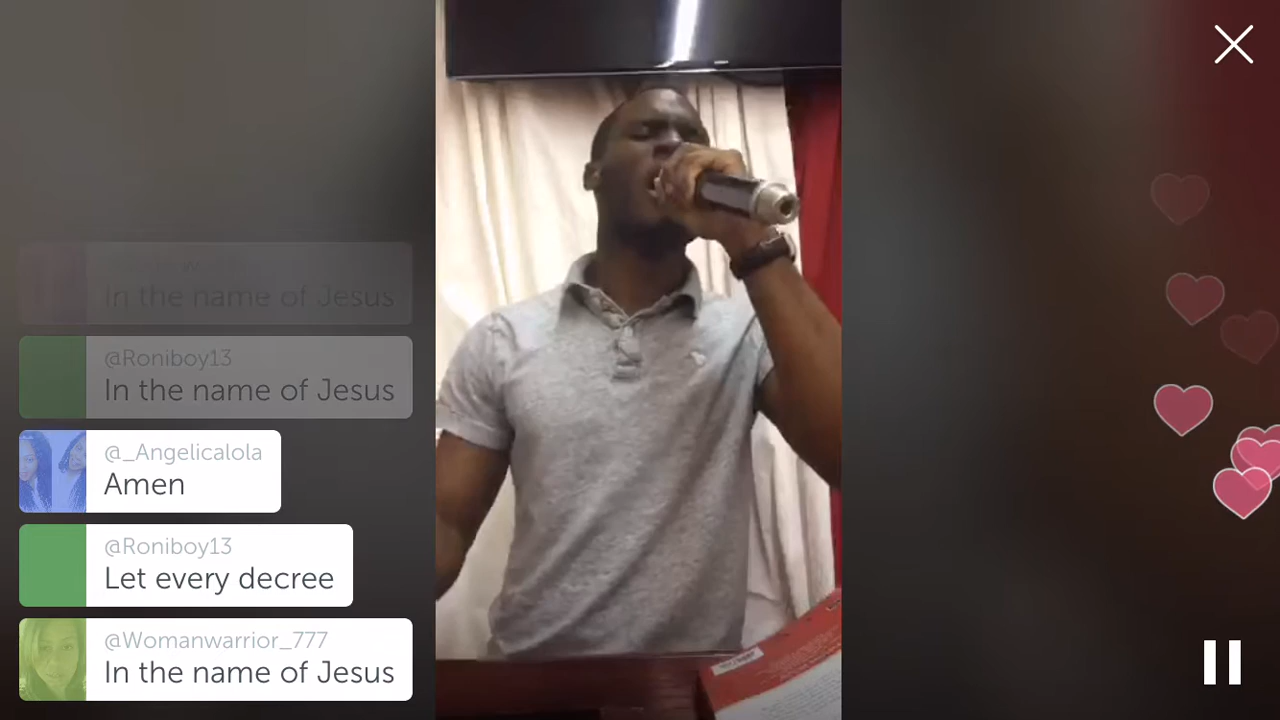 In the name of Jesus
@Roniboy13
In the name of Jesus
@_Angelicalola
Amen
@Roniboy13
Let every decree
@Womanwarrior_777
In the name of Jesus